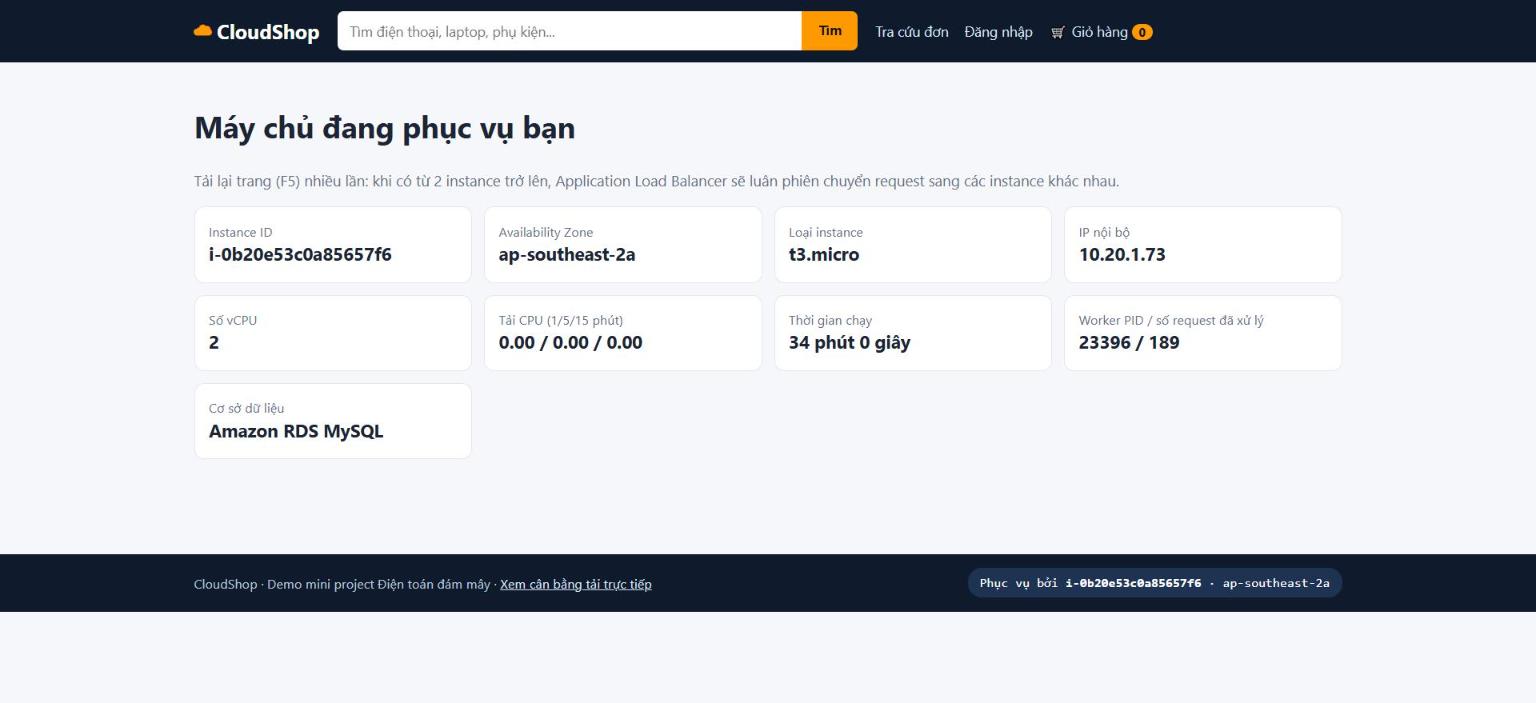 CloudShop
Tìm điện thoại, laptop, phụ kiện...
Tìm
Tra cứu đơn
Đăng nhập
Giỏ hàng 0
Máy chủ đang phục vụ bạn
Tải lại trang (F5) nhiều lần: khi có từ 2 instance trở lên, Application Load Balancer sẽ luân phiên chuyển request sang các instance khác nhau.
Instance ID
i-0b20e53c0a85657f6
Availability Zone
ap-southeast-2a
Loại instance
t3.micro
IP nội bộ
10.20.1.73
Số vCPU
2
Tải CPU (1/5/15 phút)
0.00 / 0.00 / 0.00
Thời gian chạy
34 phút 0 giây
Worker PID / số request đã xử lý
23396 / 189
Cơ sở dữ liệu
Amazon RDS MySQL
CloudShop · Demo mini project Điện toán đám mây · Xem cân bằng tải trực tiếp
Phục vụ bởi i-0b20e53c0a85657f6 · ap-southeast-2a